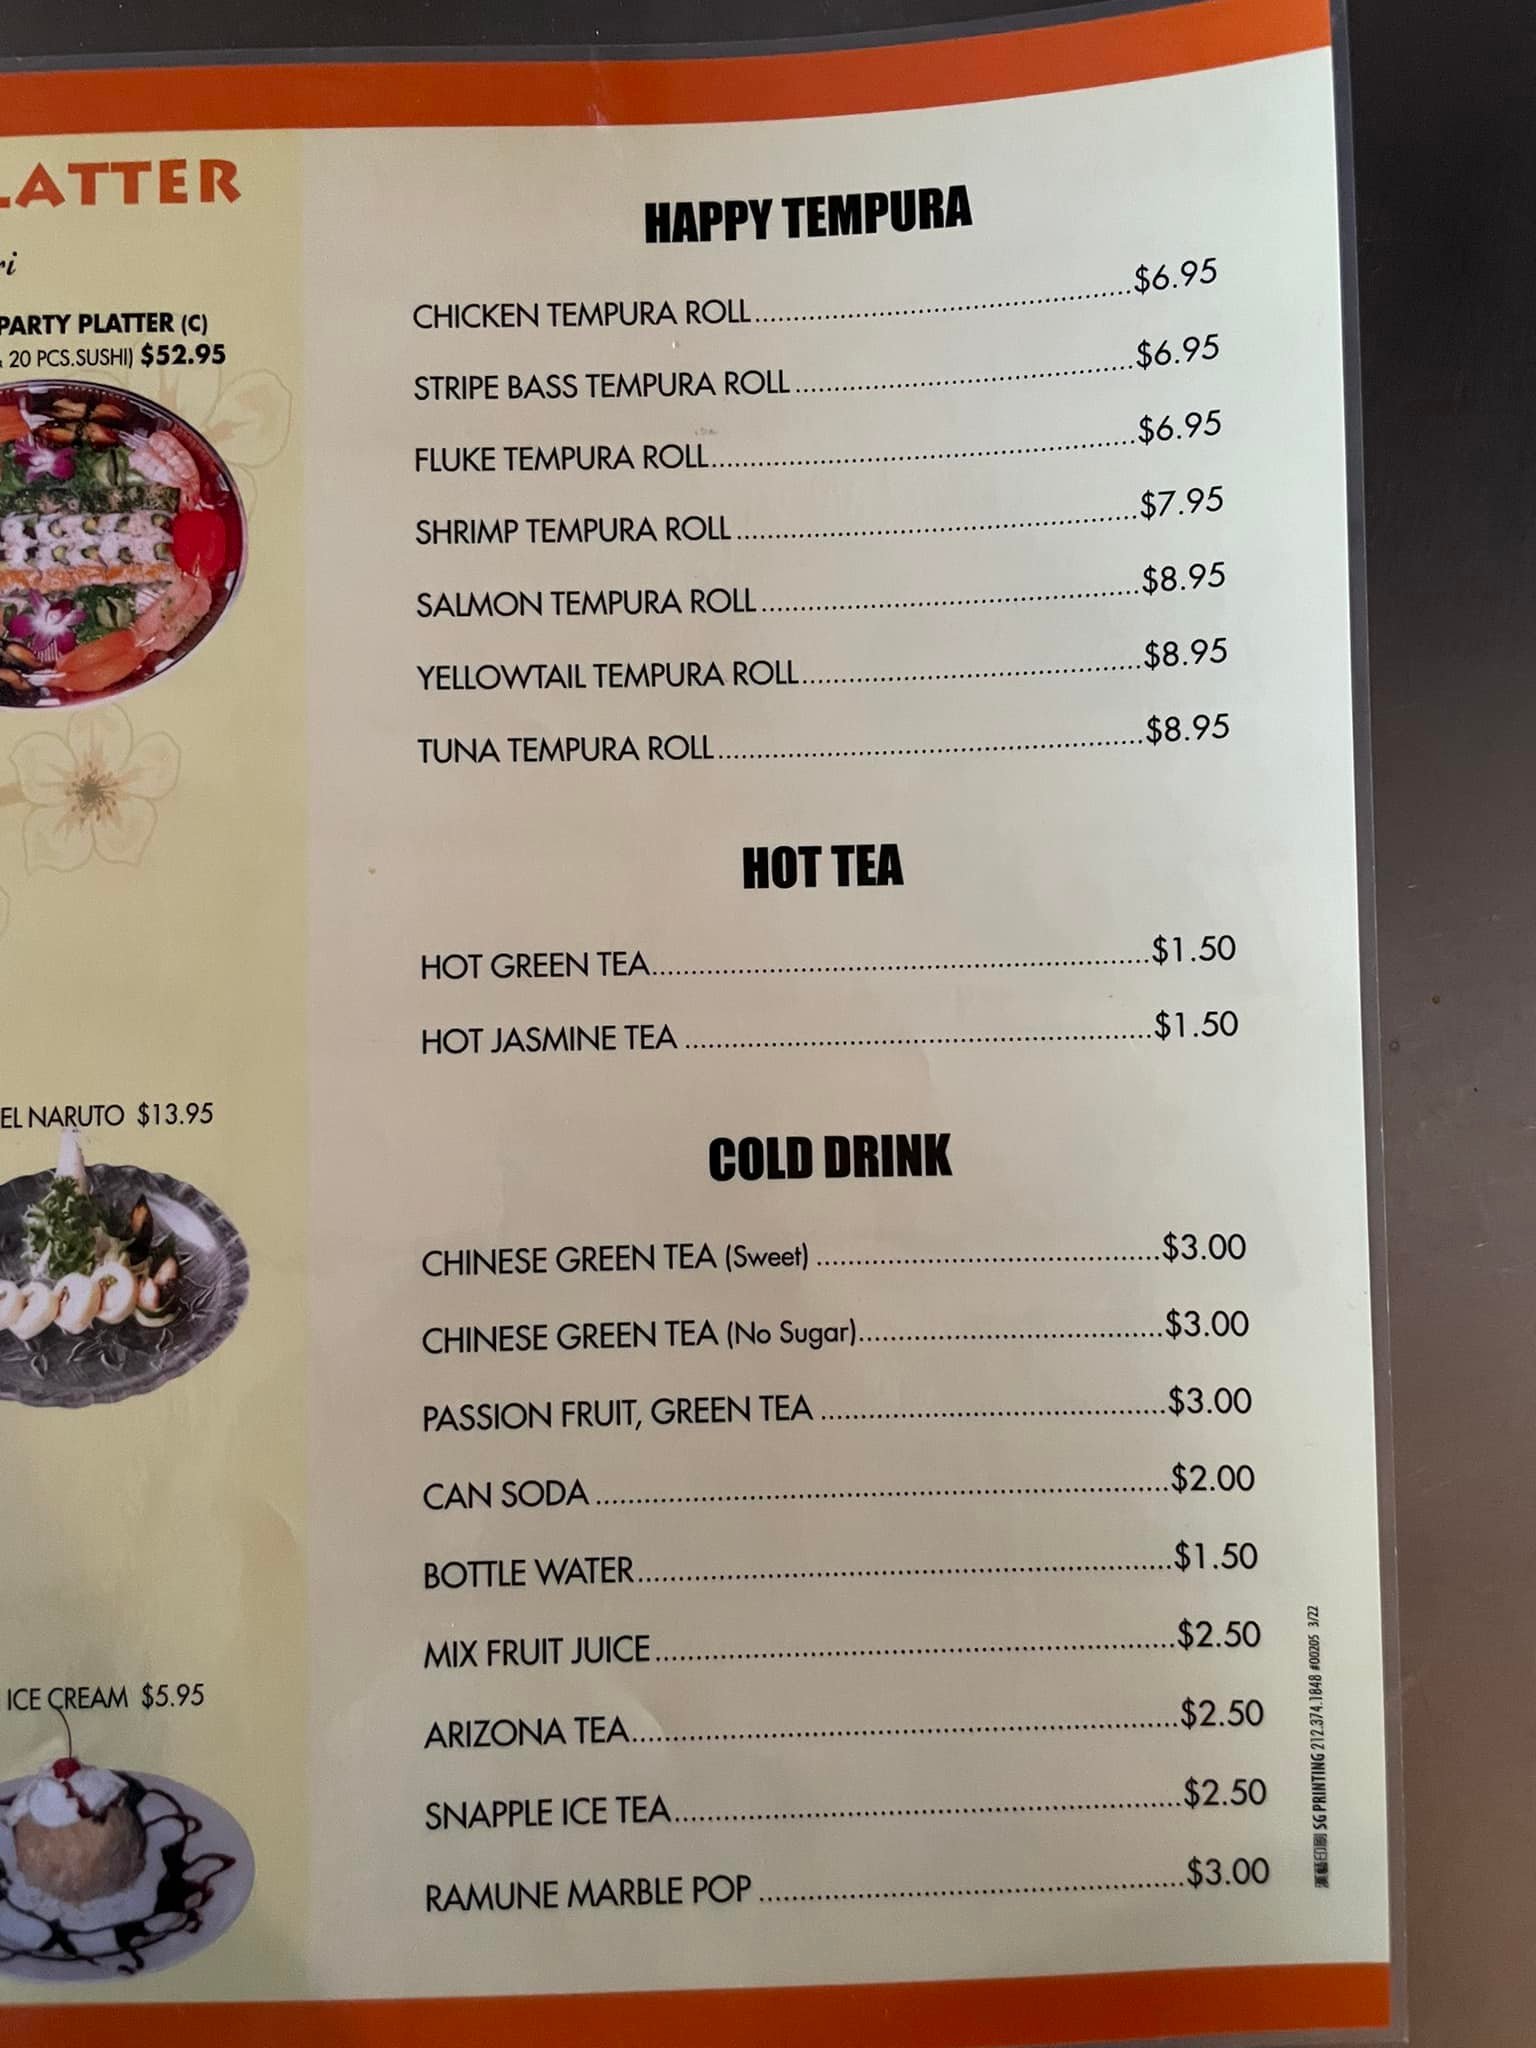 LATTER
ri
PARTY PLATTER (C)
20 PCS.SUSHI) $52.95
EL NARUTO $13.95
ICE CREAM $5.95
HAPPY TEMPURA
CHICKEN TEMPURA ROLL $6.95
STRIPE BASS TEMPURA ROLL $6.95
FLUKE TEMPURA ROLL $6.95
SHRIMP TEMPURA ROLL $7.95
SALMON TEMPURA ROLL $8.95
YELLOWTAIL TEMPURA ROLL $8.95
TUNA TEMPURA ROLL $8.95
HOT TEA
HOT GREEN TEA $1.50
HOT JASMINE TEA $1.50
COLD DRINK
CHINESE GREEN TEA (Sweet) $3.00
CHINESE GREEN TEA (No Sugar) $3.00
PASSION FRUIT, GREEN TEA $3.00
CAN SODA $2.00
BOTTLE WATER $1.50
MIX FRUIT JUICE $2.50
ARIZONA TEA $2.50
SNAPPLE ICE TEA $2.50
RAMUNE MARBLE POP $3.00
SG PRINTING 212.374.1848 #00205 3/22